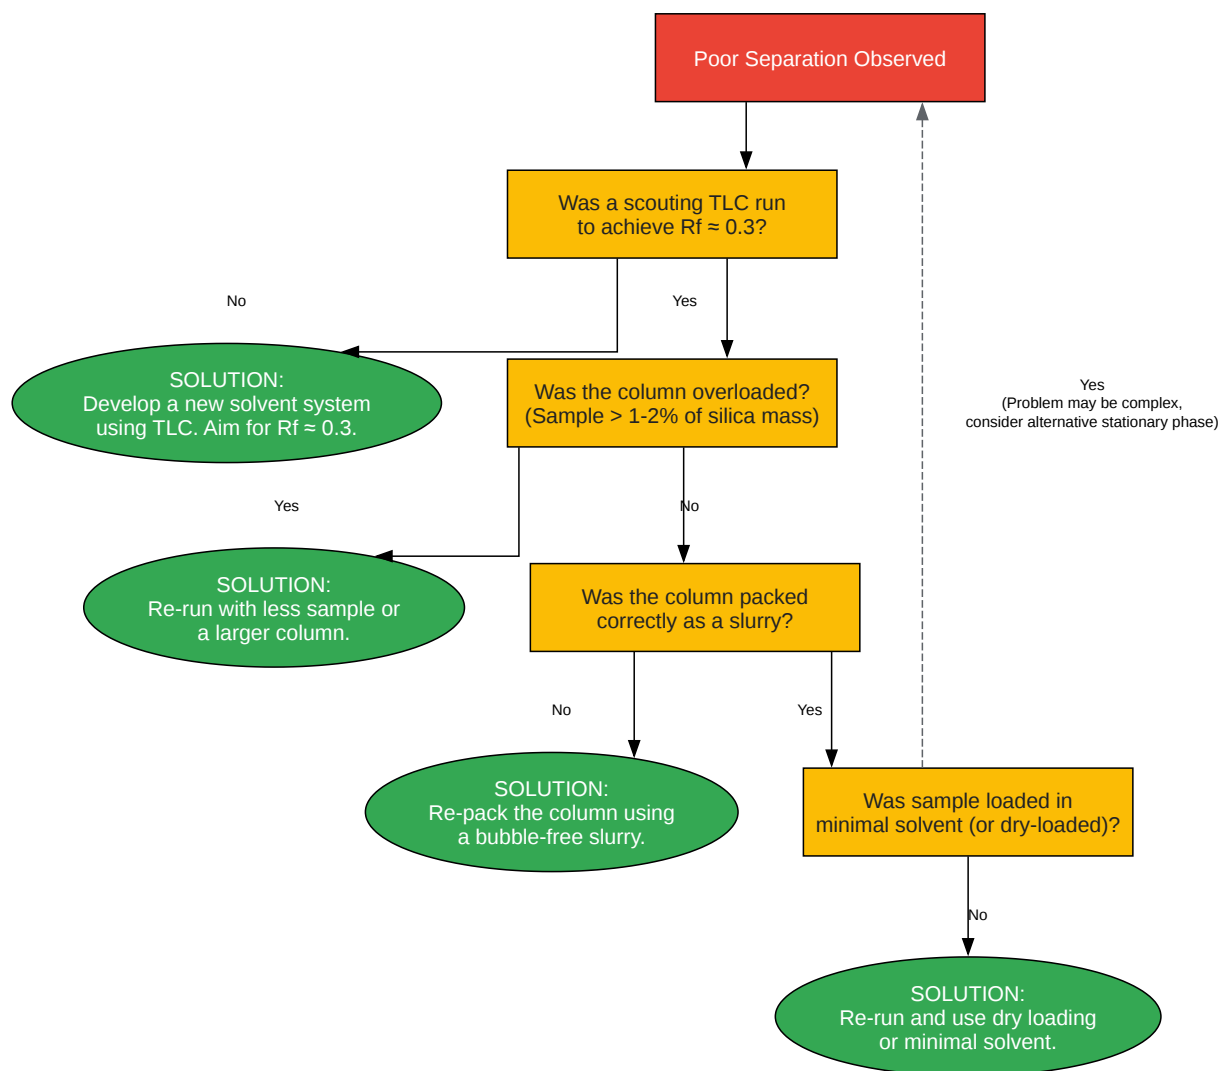 Poor Separation Observed
Was a scouting TLC run
to achieve Rf ≈ 0.3?
No
Yes
SOLUTION:
Develop a new solvent system
using TLC. Aim for Rf ≈ 0.3.
Was the column overloaded?
(Sample > 1-2% of silica mass)
Yes
(Problem may be complex,
consider alternative stationary phase)
Yes
No
SOLUTION:
Re-run with less sample or
a larger column.
Was the column packed
correctly as a slurry?
No
Yes
SOLUTION:
Re-pack the column using
a bubble-free slurry.
Was sample loaded in
minimal solvent (or dry-loaded)?
No
SOLUTION:
Re-run and use dry loading
or minimal solvent.